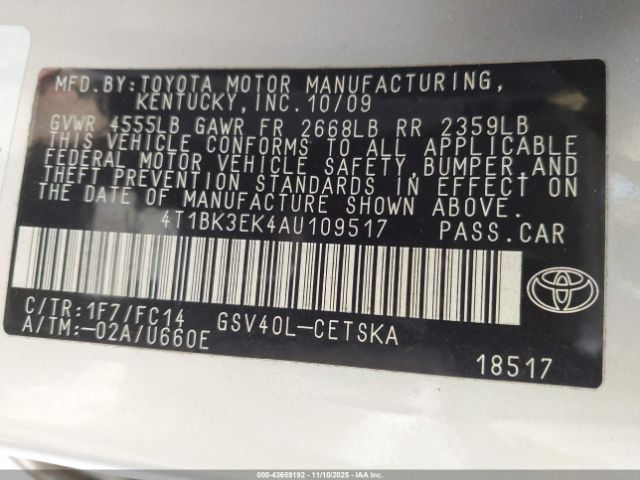 MFD.BY:TOYOTA MOTOR MANUFACTURING,
KENTUCKY,INC.10/09
GVWR 4555LB GAWR FR 2668LB RR 2359LB
THIS VEHICLE CONFORMS TO ALL APPLICABLE
FEDERAL MOTOR VEHICLE SAFETY,BUMPER,AND
THEFT PREVENTION STANDARDS IN EFFECT ON
THE DATE OF MANUFACTURE SHOWN ABOVE.
4T1BK3EK4AU109517 PASS.CAR
C/TR:1F7/FC14 GSV40L-CETSKA
A/TM:-02A/U660E
18517
000-43659192 - 11/10/2025 - IAAI.COM